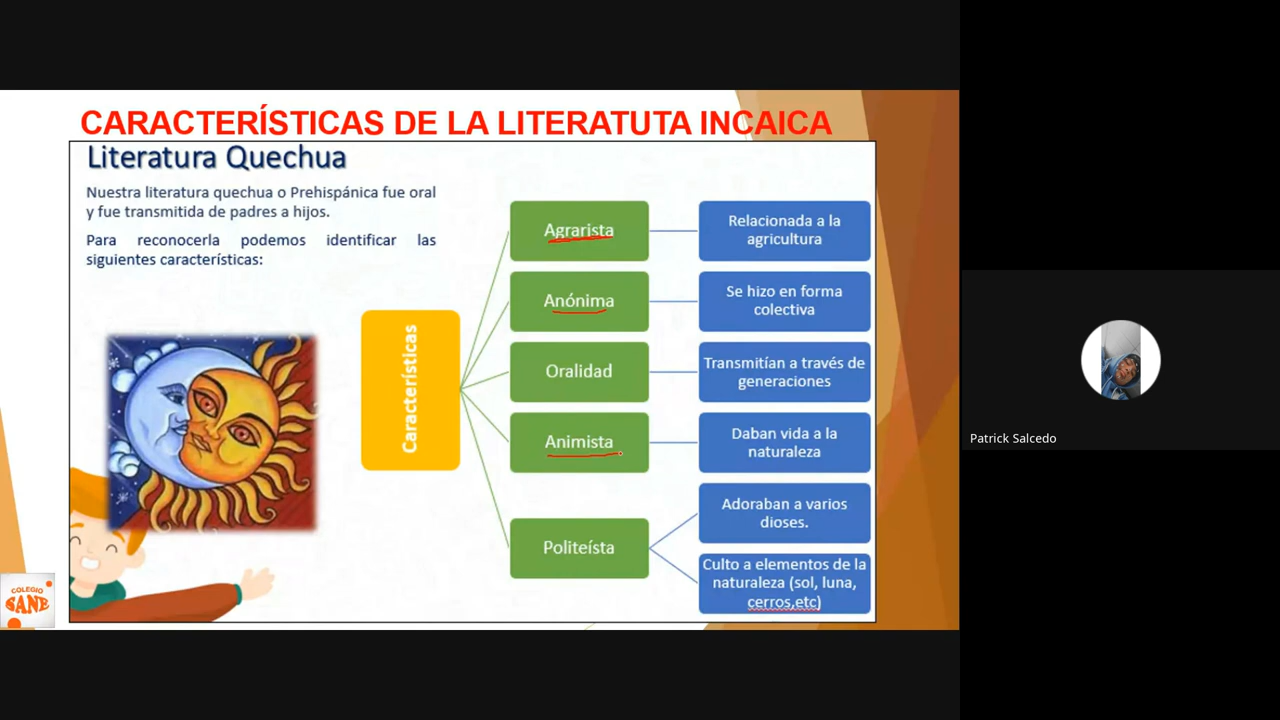 CARACTERÍSTICAS DE LA LITERATUTA INCAICA
Literatura Quechua
Nuestra literatura quechua o Prehispánica fue oral
y fue transmitida de padres a hijos.
Para reconocerla podemos identificar las
siguientes características:
Características
Agrarista
Relacionada a la
agricultura
Anónima
Se hizo en forma
colectiva
Oralidad
Transmitían a través de
generaciones
Animista
Daban vida a la
naturaleza
Politeísta
Adoraban a varios
dioses.
Culto a elementos de la
naturaleza (sol, luna,
cerros,etc)
COLEGIO
SANE
Patrick Salcedo